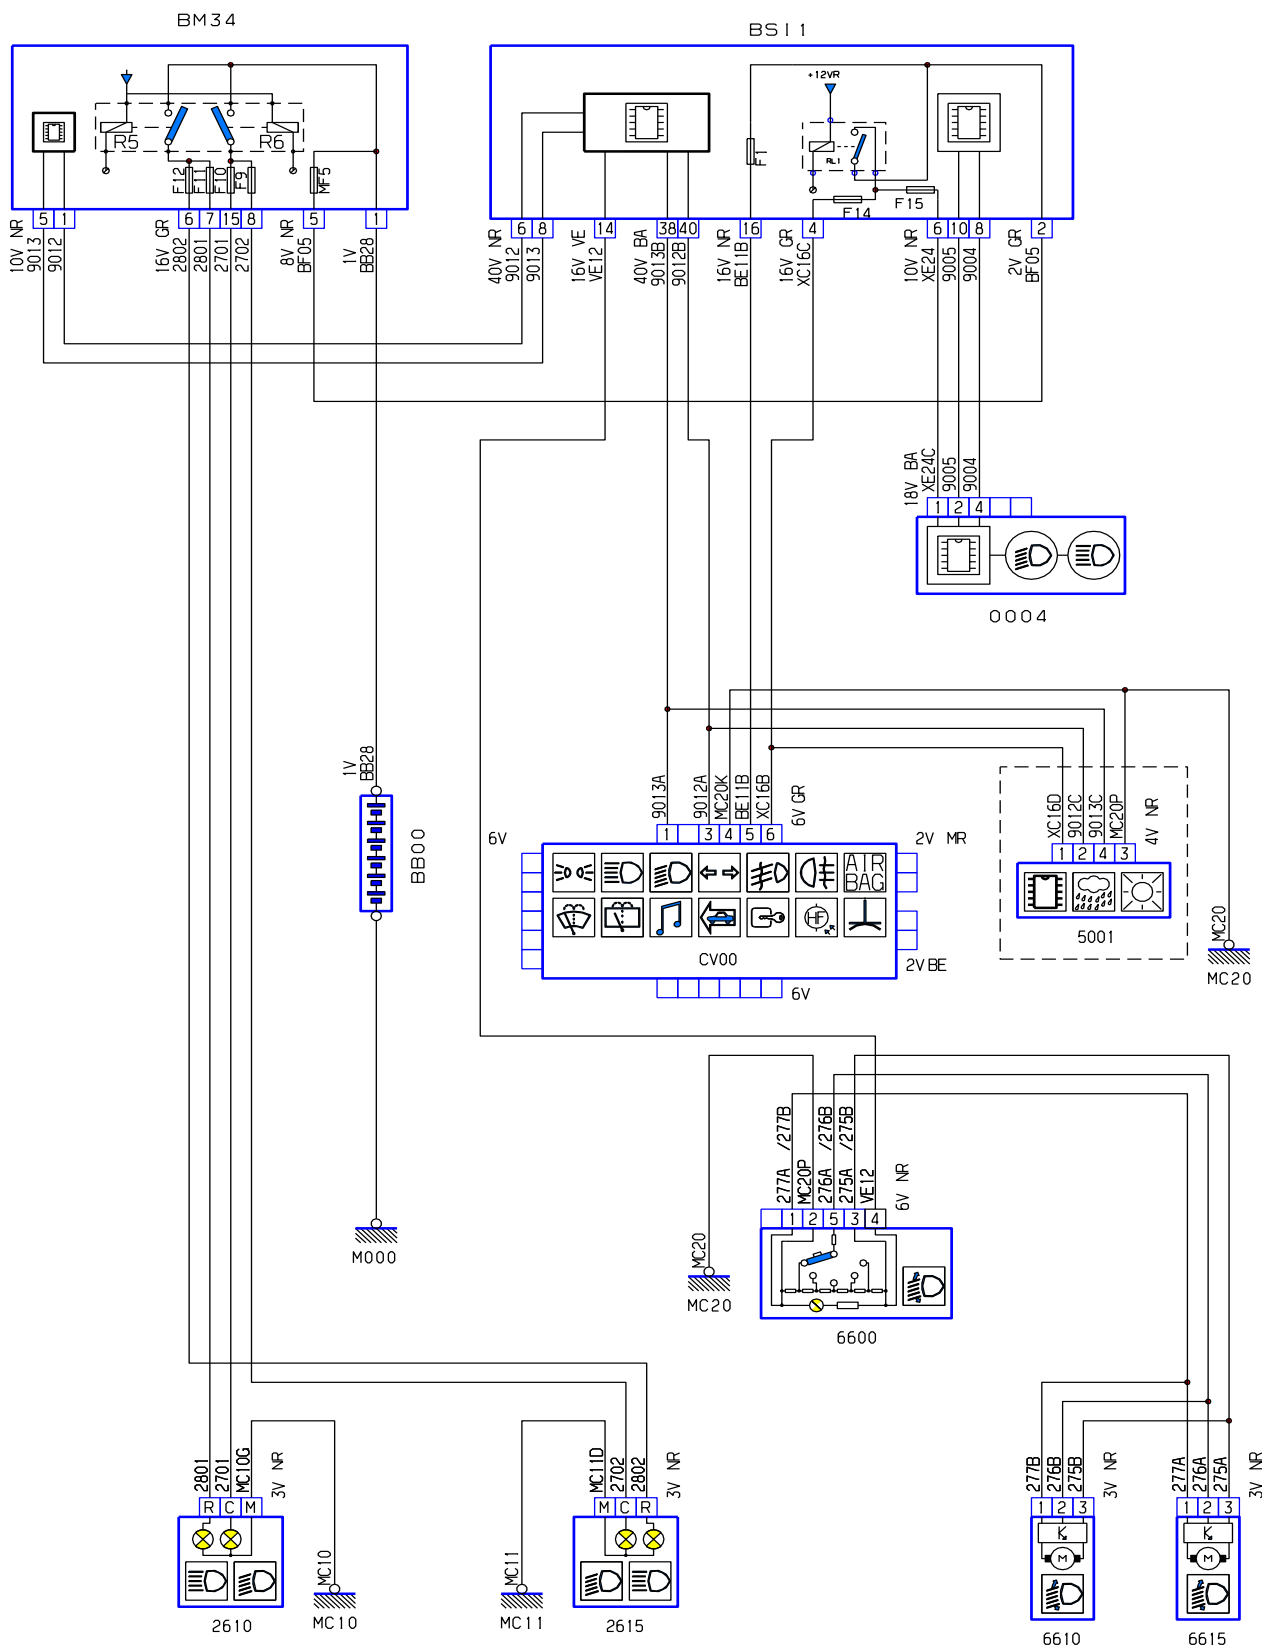 BM34
BSI1
+12VR
R5
R6
RL1
F12
F11
F10
F9
MF5
F1
F14
F15
5
1
6
7
15
8
5
1
6
8
14
38
40
16
4
6
10
8
2
10V NR
9013
9012
16V GR
2802
2801
2701
2702
8V NR
BF05
1V
BB28
40V NR
9012
9013
16V VE
VE12
40V BA
9013B
9012B
16V NR
BE11B
16V GR
XC16C
10V NR
XE24
9005
9004
2V GR
BF05
18V BA
XE24C
9005
9004
1
2
4
0004
1V
BB28
BB00
9013A
9012A
MC20K
BE11B
XC16B
6V GR
1
3
4
5
6
6V
2V MR
AIR
BAG
HF
CV00
2V BE
6V
XC16D
9012C
9013C
MC20P
4V NR
1
2
4
3
5001
MC20
MC20
M000
277A /277B
MC20P
276A /276B
275A /275B
VE12
6V NR
1
2
5
3
4
6600
MC20
MC20
2801
2701
MC10G
3V NR
R
C
M
2610
MC10
MC10
MC11
MC11
MC11D
2702
2802
3V NR
M
C
R
2615
277B
276B
275B
3V NR
1
2
3
K
M
6610
277A
276A
275A
3V NR
1
2
3
K
M
6615